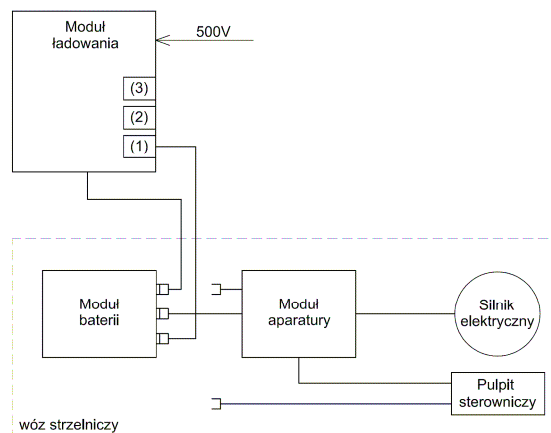 Moduł
ładowania
500V
(3)
(2)
(1)
Moduł
baterii
Moduł
aparatury
Silnik
elektryczny
Pulpit
sterowniczy
wóz strzelniczy